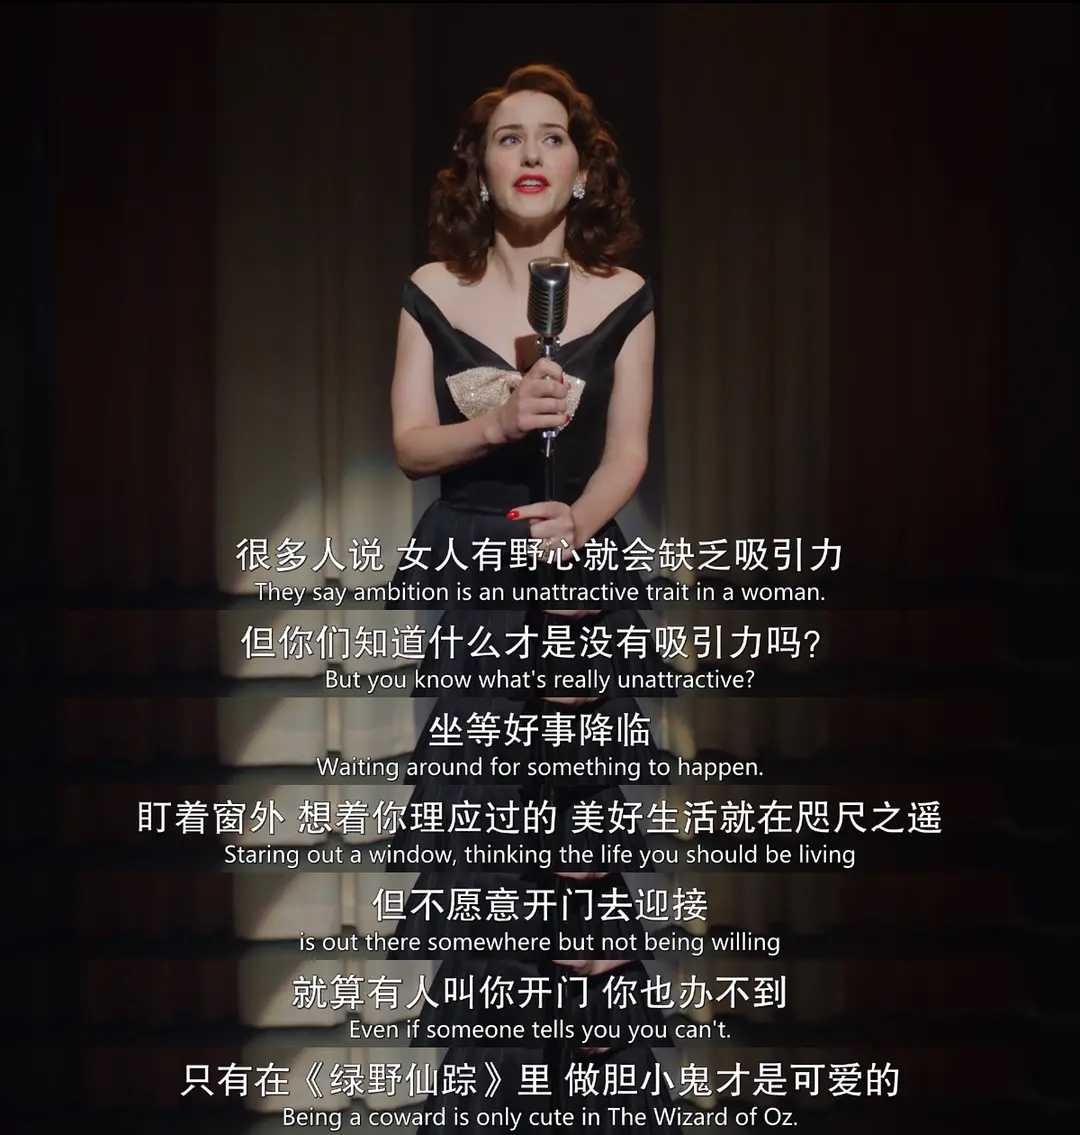 很多人说 女人有野心就会缺乏吸引力
They say ambition is an unattractive trait in a woman.
但你们知道什么才是没有吸引力吗?
But you know what's really unattractive?
坐等好事降临
Waiting around for something to happen.
盯着窗外 想着你理应过的 美好生活就在咫尺之遥
Staring out a window, thinking the life you should be living
但不愿意开门去迎接
is out there somewhere but not being willing
就算有人叫你开门 你也办不到
Even if someone tells you you can't.
只有在《绿野仙踪》里 做胆小鬼才是可爱的
Being a coward is only cute in The Wizard of Oz.